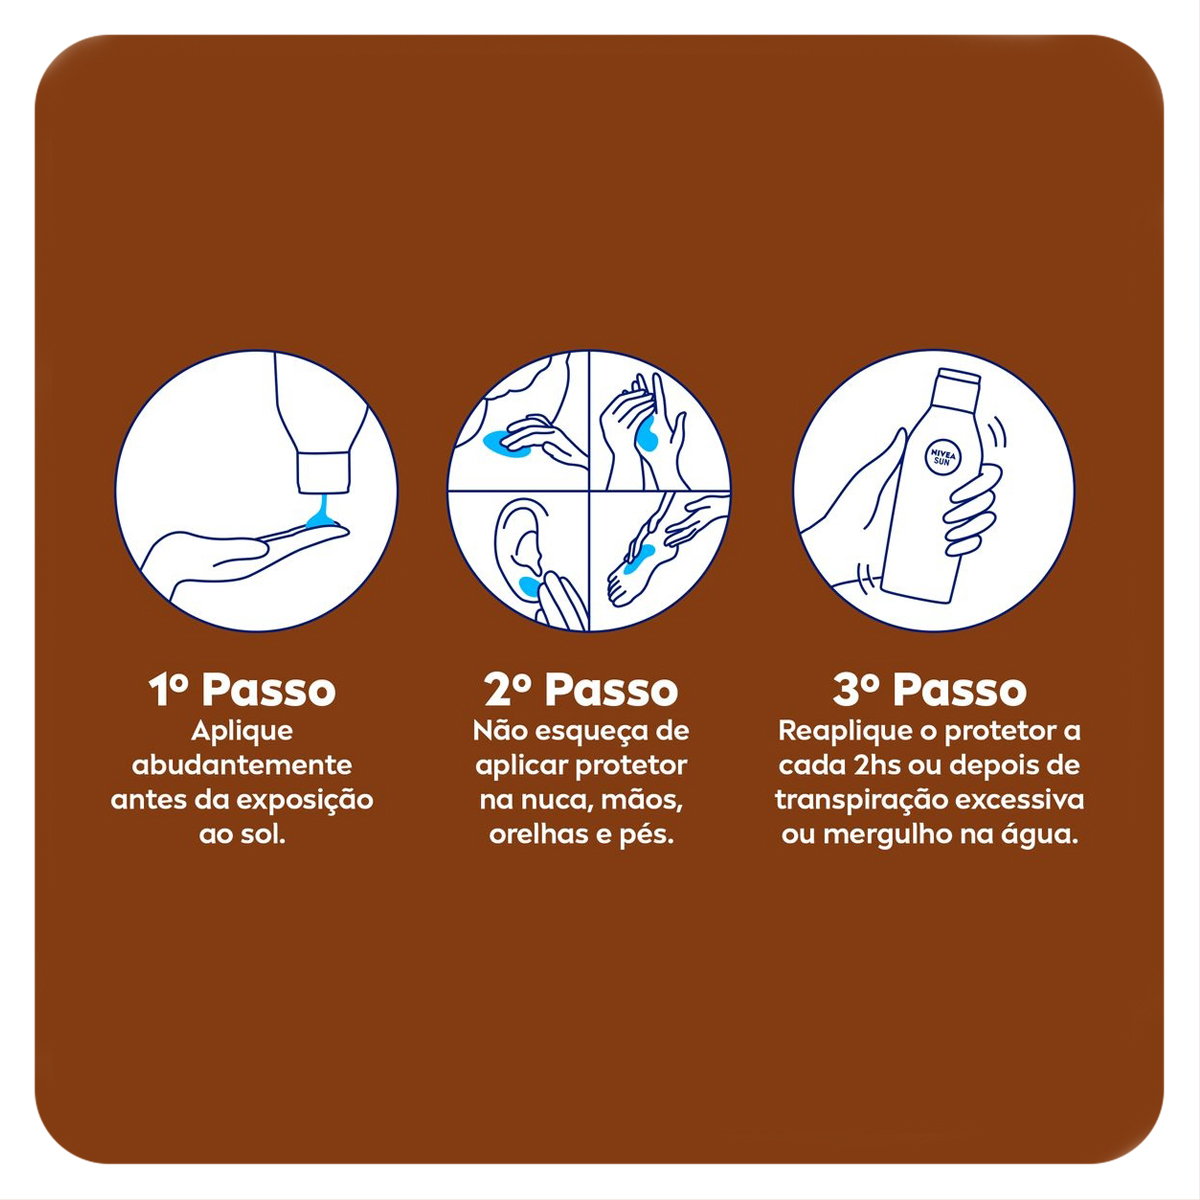 NIVEA
SUN
1º Passo
Aplique
abudantemente
antes da exposição
ao sol.
2º Passo
Não esqueça de
aplicar protetor
na nuca, mãos,
orelhas e pés.
3º Passo
Reaplique o protetor a
cada 2hs ou depois de
transpiração excessiva
ou mergulho na água.